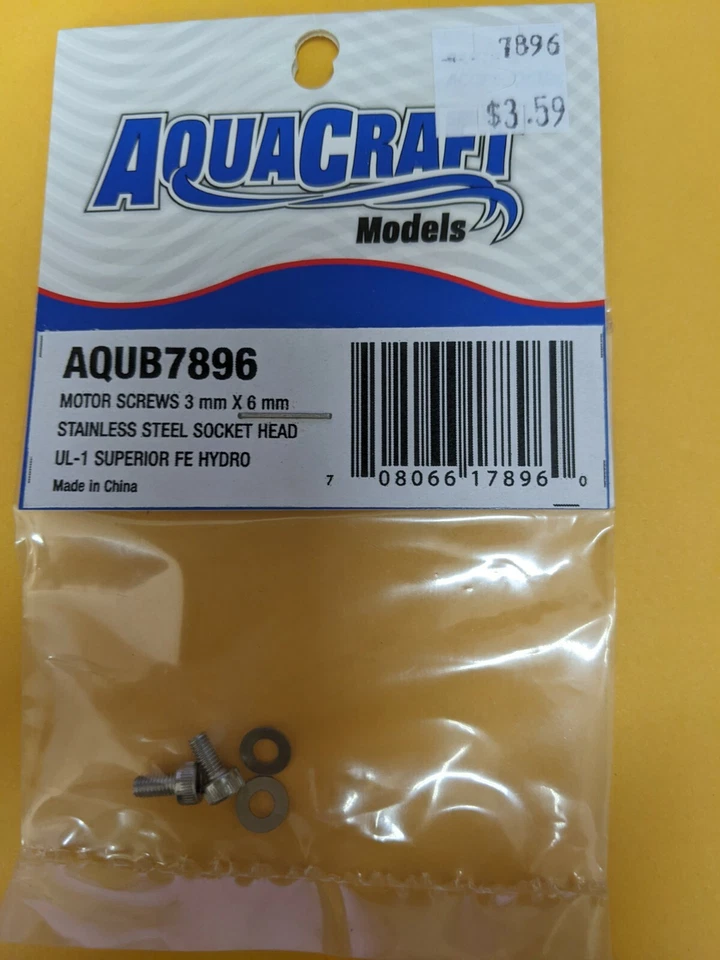 7896
$3.59
AQUACRAFT
Models
AQUB7896
MOTOR SCREWS 3 mm X 6 mm
STAINLESS STEEL SOCKET HEAD
UL-1 SUPERIOR FE HYDRO
Made in China
7 08066 17896 0